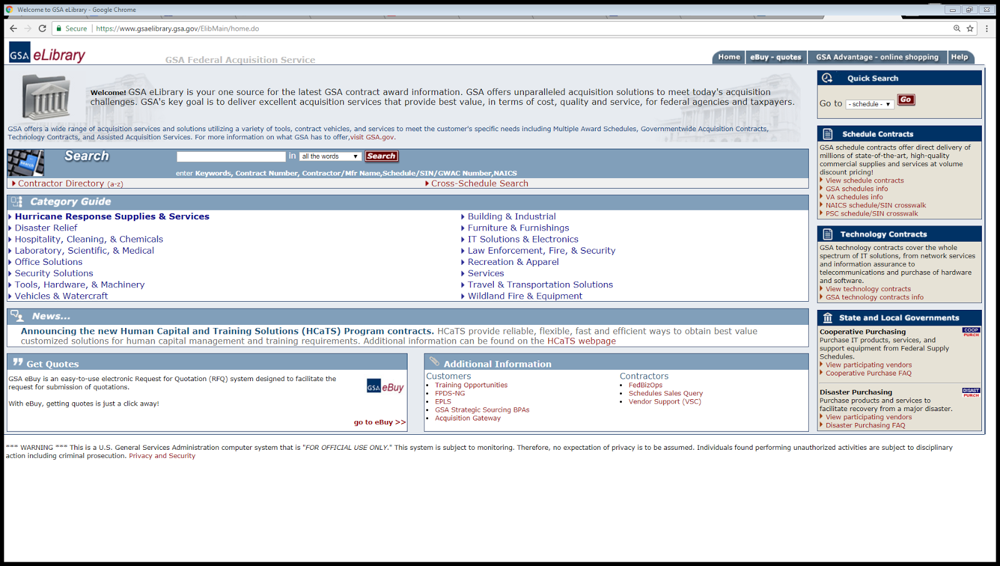 Welcome to GSA eLibrary - Google Chrome
Secure
https://www.gsaelibrary.gsa.gov/ElibMain/home.do
GSA eLibrary
GSA Federal Acquisition Service
Home
eBuy - quotes
GSA Advantage - online shopping
Help
Welcome! GSA eLibrary is your one source for the latest GSA contract award information. GSA offers unparalleled acquisition solutions to meet today's acquisition
challenges. GSA's key goal is to deliver excellent acquisition services that provide best value, in terms of cost, quality and service, for federal agencies and taxpayers.
GSA offers a wide range of acquisition services and solutions utilizing a variety of tools, contract vehicles, and services to meet the customer's specific needs including Multiple Award Schedules, Governmentwide Acquisition Contracts,
Technology Contracts, and Assisted Acquisition Services. For more information on what GSA has to offer,visit GSA.gov.
search
Search
in
all the words
Search
enter Keywords, Contract Number, Contractor/Mfr Name,Schedule/SIN/GWAC Number,NAICS
Contractor Directory (a-z)
Cross-Schedule Search
Category Guide
Hurricane Response Supplies & Services
Disaster Relief
Hospitality, Cleaning, & Chemicals
Laboratory, Scientific, & Medical
Office Solutions
Security Solutions
Tools, Hardware, & Machinery
Vehicles & Watercraft
Building & Industrial
Furniture & Furnishings
IT Solutions & Electronics
Law Enforcement, Fire, & Security
Recreation & Apparel
Services
Travel & Transportation Solutions
Wildland Fire & Equipment
News...
Announcing the new Human Capital and Training Solutions (HCaTS) Program contracts. HCaTS provide reliable, flexible, fast and efficient ways to obtain best value
customized solutions for human capital management and training requirements. Additional information can be found on the HCaTS webpage
Get Quotes
GSA eBuy is an easy-to-use electronic Request for Quotation (RFQ) system designed to facilitate the
request for submission of quotations.
GSA eBuy
With eBuy, getting quotes is just a click away!
go to eBuy >>
Additional Information
Customers
Training Opportunities
FPDS-NG
EPLS
GSA Strategic Sourcing BPAs
Acquisition Gateway
Contractors
FedBizOps
Schedules Sales Query
Vendor Support (VSC)
Quick Search
Go to
- schedule -
Go
Schedule Contracts
GSA schedule contracts offer direct delivery of
millions of state-of-the-art, high-quality
commercial supplies and services at volume
discount pricing!
View schedule contracts
GSA schedules info
VA schedules info
NAICS schedule/SIN crosswalk
PSC schedule/SIN crosswalk
Technology Contracts
GSA technology contracts cover the whole
spectrum of IT solutions, from network services
and information assurance to
telecommunications and purchase of hardware
and software.
View technology contracts
GSA technology contracts info
State and Local Governments
Cooperative Purchasing
COOP
PURCH
Purchase IT products, services, and
support equipment from Federal Supply
Schedules.
View participating vendors
Cooperative Purchase FAQ
Disaster Purchasing
DISAST
PURCH
Purchase products and services to
facilitate recovery from a major disaster.
View participating vendors
Disaster Purchasing FAQ
*** WARNING *** This is a U.S. General Services Administration computer system that is "FOR OFFICIAL USE ONLY." This system is subject to monitoring. Therefore, no expectation of privacy is to be assumed. Individuals found performing unauthorized activities are subject to disciplinary
action including criminal prosecution. Privacy and Security